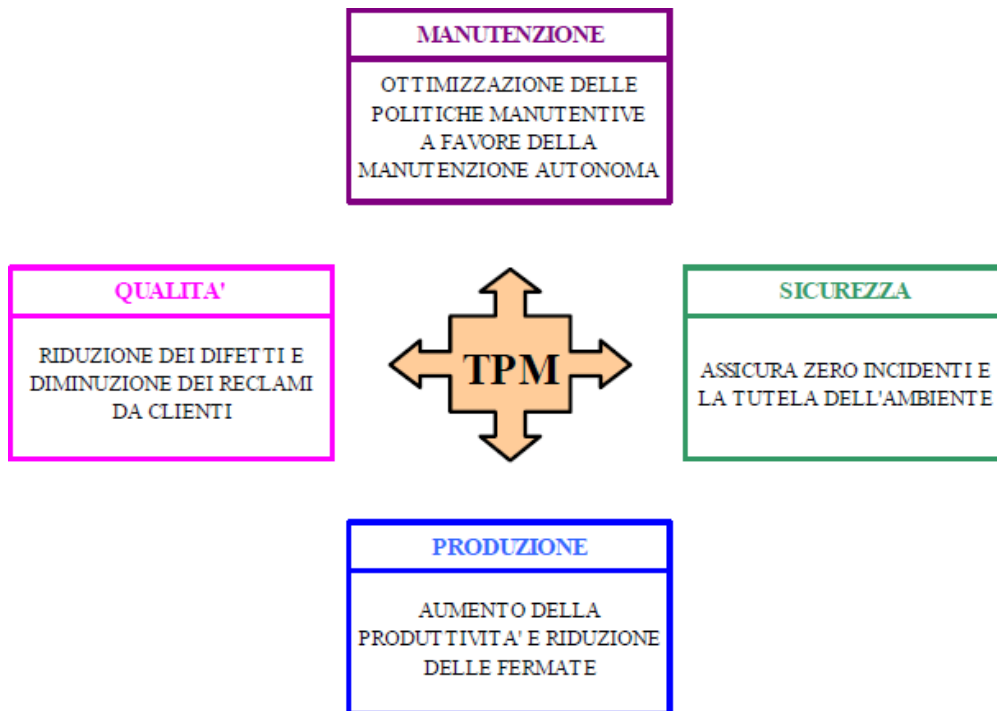 MANUTENZIONE
OTTIMIZZAZIONE DELLE
POLITICHE MANUTENTIVE
A FAVORE DELLA
MANUTENZIONE AUTONOMA
QUALITA'
RIDUZIONE DEI DIFETTI E
DIMINUZIONE DEI RECLAMI
DA CLIENTI
TPM
SICUREZZA
ASSICURA ZERO INCIDENTI E
LA TUTELA DELL'AMBIENTE
PRODUZIONE
AUMENTO DELLA
PRODUTTIVITA' E RIDUZIONE
DELLE FERMATE